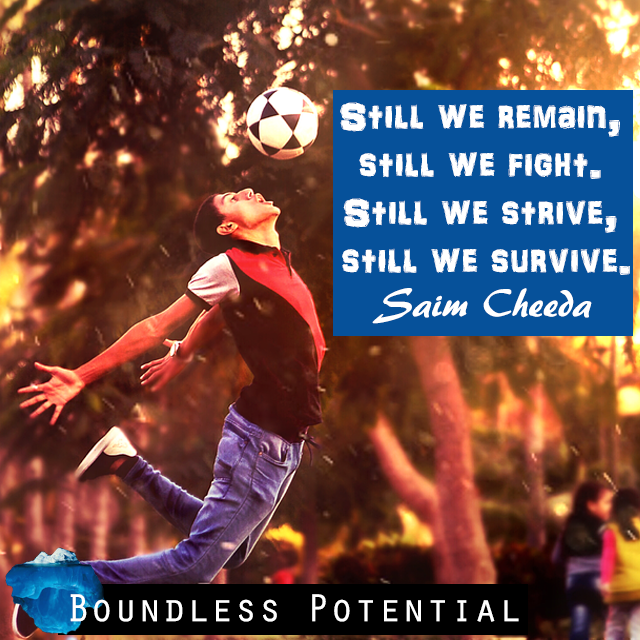 Still we remain,
still we fight.
Still we strive,
still we survive.
Saim Cheeda
Boundless Potential